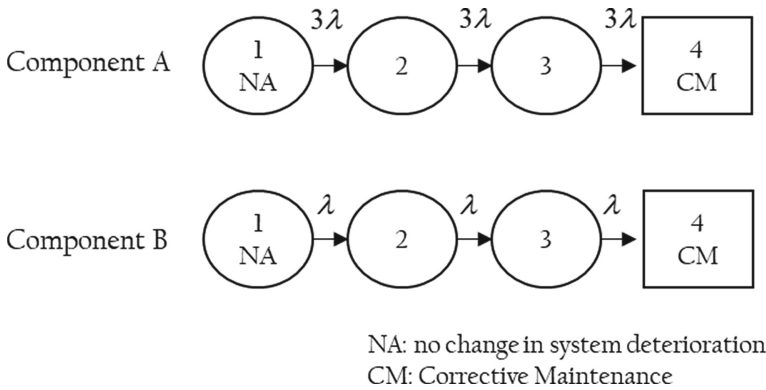 3λ 3λ 3λ
Component A 1 NA 2 3 4 CM
λ λ λ
Component B 1 NA 2 3 4 CM
NA: no change in system deterioration
CM: Corrective Maintenance